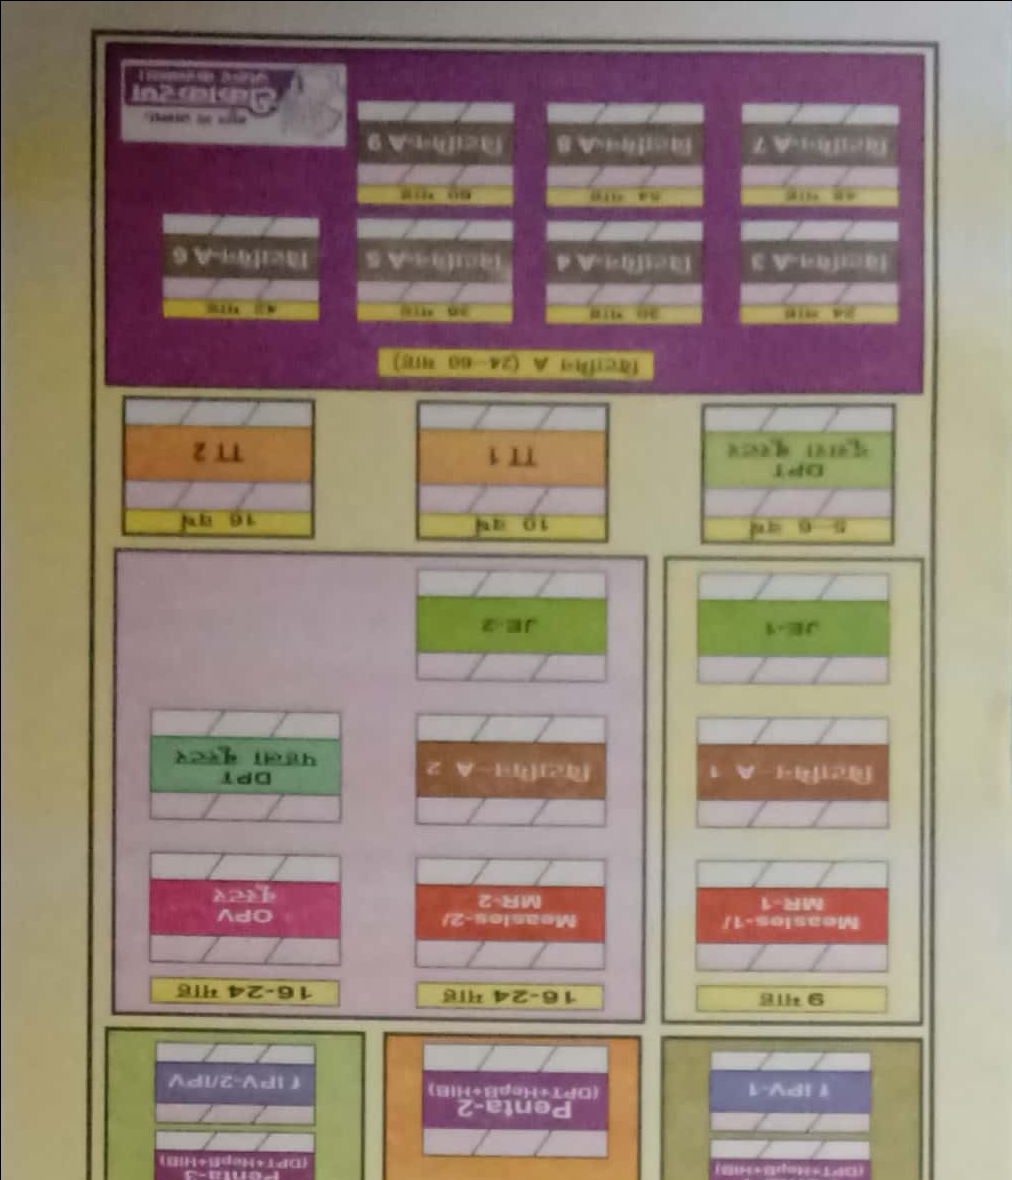 (DPT+HepB+HIB)
f IPV-1
Penta-2
(DPT+HepB+HIB)
Penta-3
(DPT+HepB+HIB)
f IPV-2/IPV
9 माह
Measles-1/
MR-1
विटामिन–A 1
JE-1
16-24 माह
Measles-2/
MR-2
विटामिन–A 2
JE-2
16-24 माह
OPV
बूस्टर
DPT
पहला बूस्टर
5–6 वर्ष
DPT
दूसरा बूस्टर
10 वर्ष
TT 1
16 वर्ष
TT 2
विटामिन A (24–60 माह)
24 माह
विटामिन-A 3
30 माह
विटामिन-A 4
36 माह
विटामिन-A 5
42 माह
विटामिन-A 6
48 माह
विटामिन-A 7
54 माह
विटामिन-A 8
60 माह
विटामिन-A 9